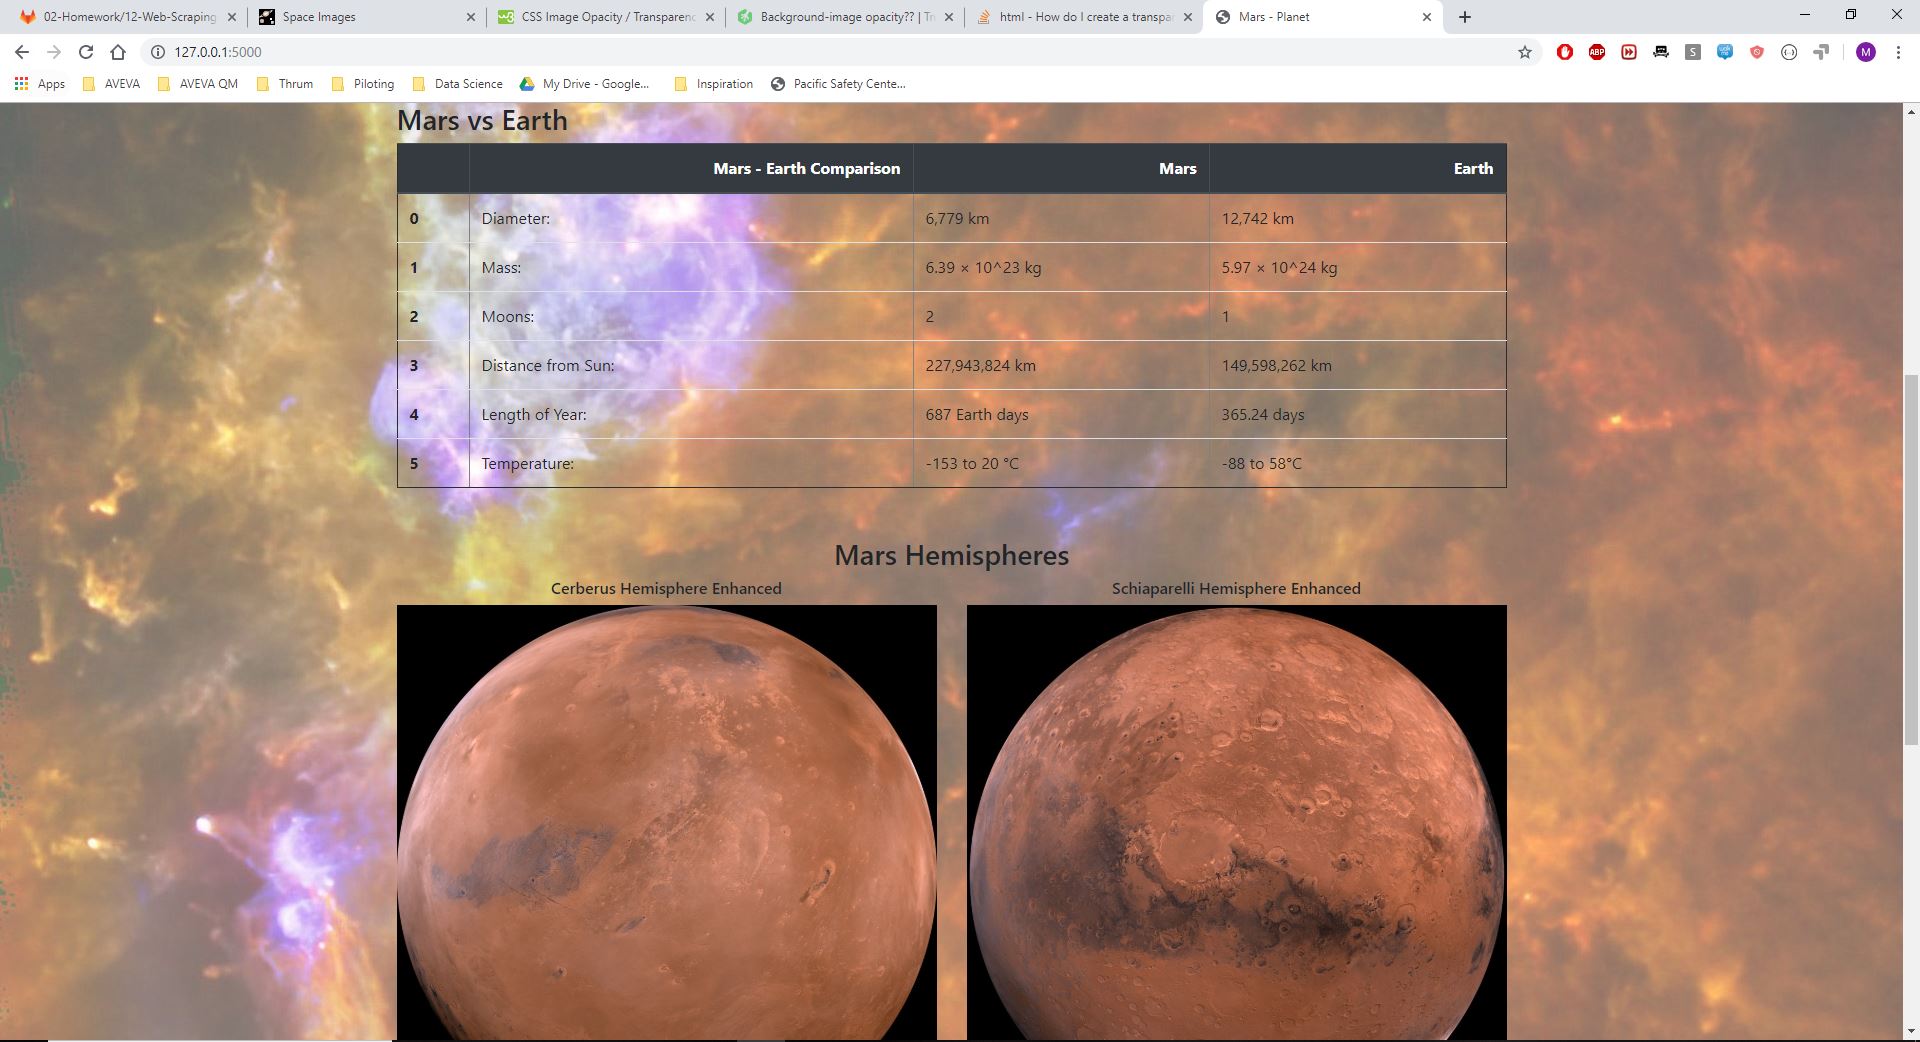 02-Homework/12-Web-Scraping
Space Images
CSS Image Opacity / Transparenc
Background-image opacity?? | Tr
html - How do I create a transpa
Mars - Planet
127.0.0.1:5000
ABP
S
M
Apps
AVEVA
AVEVA QM
Thrum
Piloting
Data Science
My Drive - Google...
Inspiration
Pacific Safety Cente...
Mars vs Earth
Mars - Earth Comparison Mars Earth
0 Diameter: 6,779 km 12,742 km
1 Mass: 6.39 × 10^23 kg 5.97 × 10^24 kg
2 Moons: 2 1
3 Distance from Sun: 227,943,824 km 149,598,262 km
4 Length of Year: 687 Earth days 365.24 days
5 Temperature: -153 to 20 °C -88 to 58°C
Mars Hemispheres
Cerberus Hemisphere Enhanced
Schiaparelli Hemisphere Enhanced